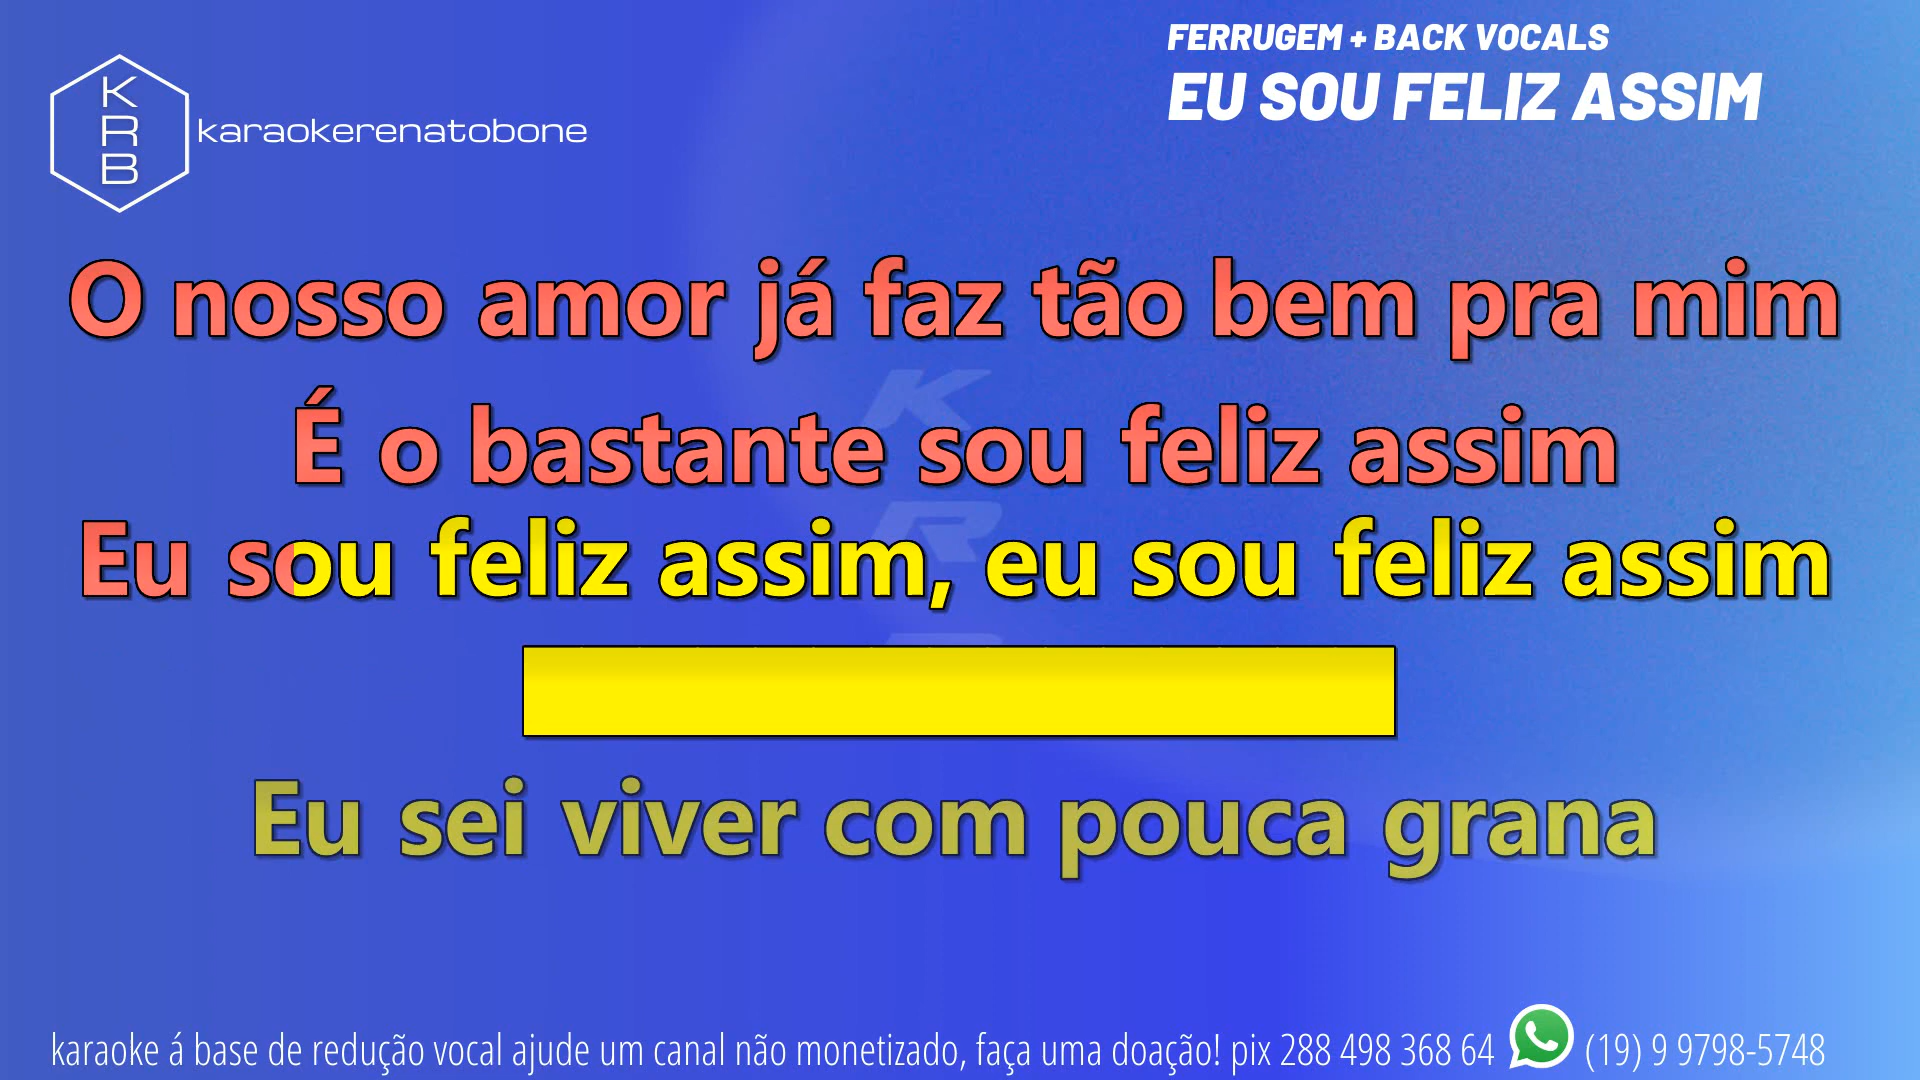 FERRUGEM + BACK VOCALS
EU SOU FELIZ ASSIM
K
R
B
karaokerenatobone
O nosso amor já faz tão bem pra mim
É o bastante sou feliz assim
Eu sou feliz assim, eu sou feliz assim
Eu sei viver com pouca grana
karaoke á base de redução vocal ajude um canal não monetizado, faça uma doação! pix 288 498 368 64 (19) 9 9798-5748